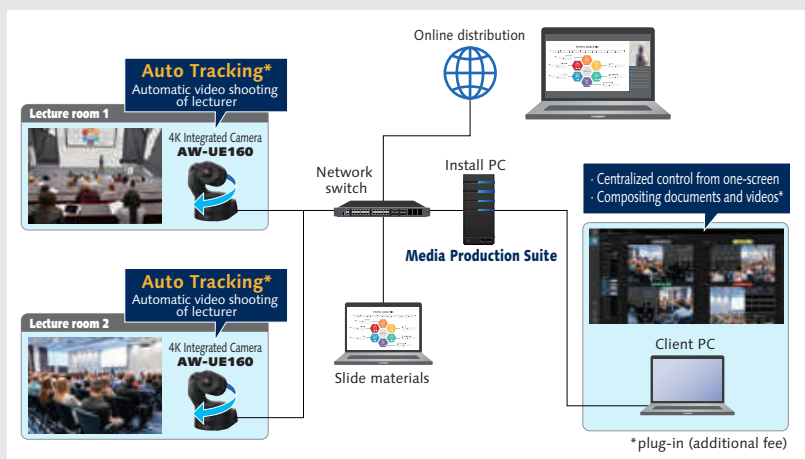 Online distribution
Auto Tracking*
Automatic video shooting
of lecturer
Lecture room 1
4K Integrated Camera
AW-UE160
Network
switch
Install PC
Media Production Suite
· Centralized control from one-screen
· Compositing documents and videos*
Auto Tracking*
Automatic video shooting
of lecturer
Lecture room 2
4K Integrated Camera
AW-UE160
Slide materials
Client PC
*plug-in (additional fee)